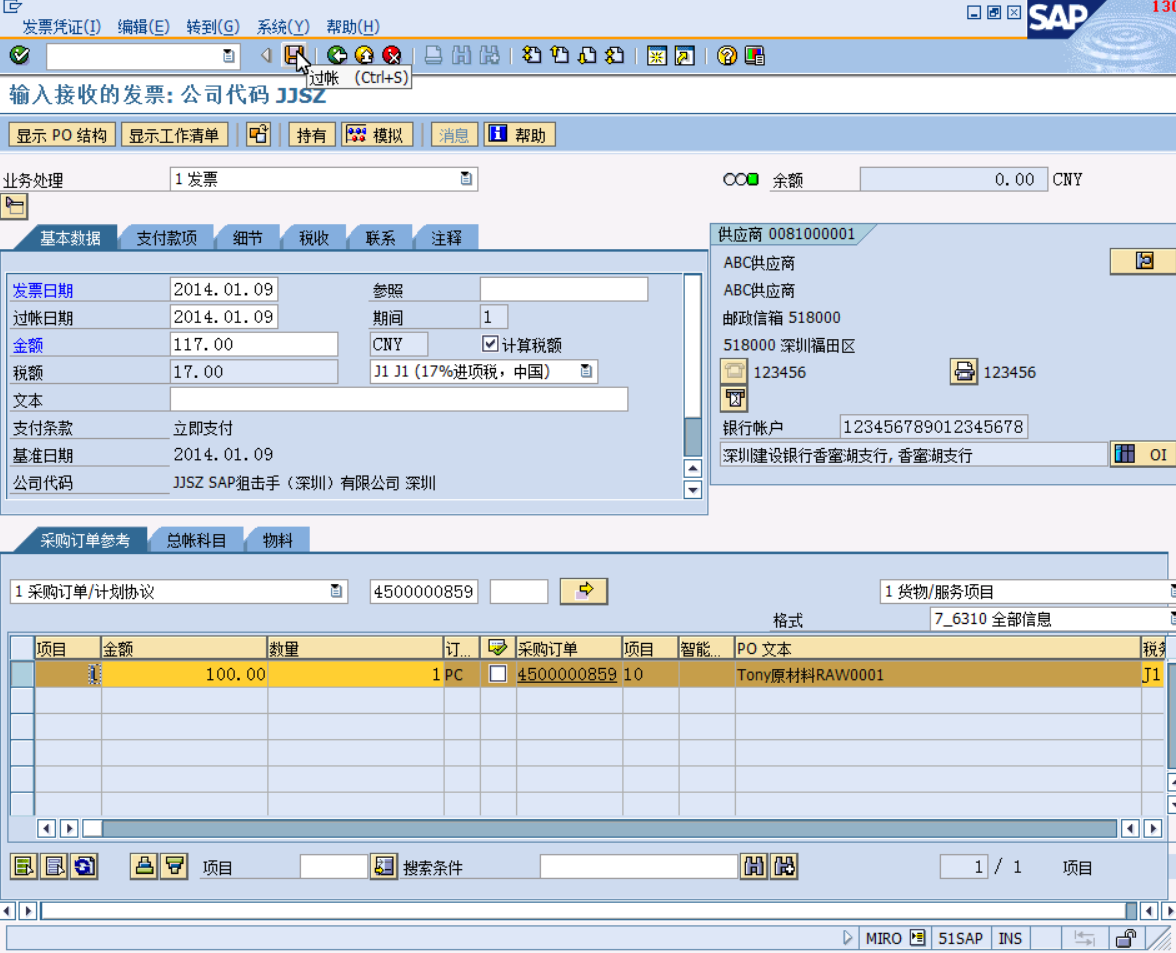 发票凭证(I) 编辑(E) 转到(G) 系统(Y) 帮助(H)
SAP
130
过帐 (Ctrl+S)
输入接收的发票: 公司代码 JJSZ
显示 PO 结构 显示工作清单 持有 模拟 消息 帮助
业务处理 1 发票 余额 0.00 CNY
基本数据 支付款项 细节 税收 联系 注释
发票日期 2014.01.09 参照
过帐日期 2014.01.09 期间 1
金额 117.00 CNY 计算税额
税额 17.00 J1 J1 (17%进项税，中国)
文本
支付条款 立即支付
基准日期 2014.01.09
公司代码 JJSZ SAP狙击手（深圳）有限公司 深圳
供应商 0081000001
ABC供应商
ABC供应商
邮政信箱 518000
518000 深圳福田区
123456 123456
银行帐户 123456789012345678
深圳建设银行香蜜湖支行, 香蜜湖支行 OI
采购订单参考 总帐科目 物料
1 采购订单/计划协议 4500000859 1 货物/服务项目
格式 7_6310 全部信息
项目 金额 数量 订... 采购订单 项目 智能... PO 文本 税务
1 100.00 1 PC 4500000859 10 Tony原材料RAW0001 J1
项目 搜索条件 1 / 1 项目
MIRO 51SAP INS